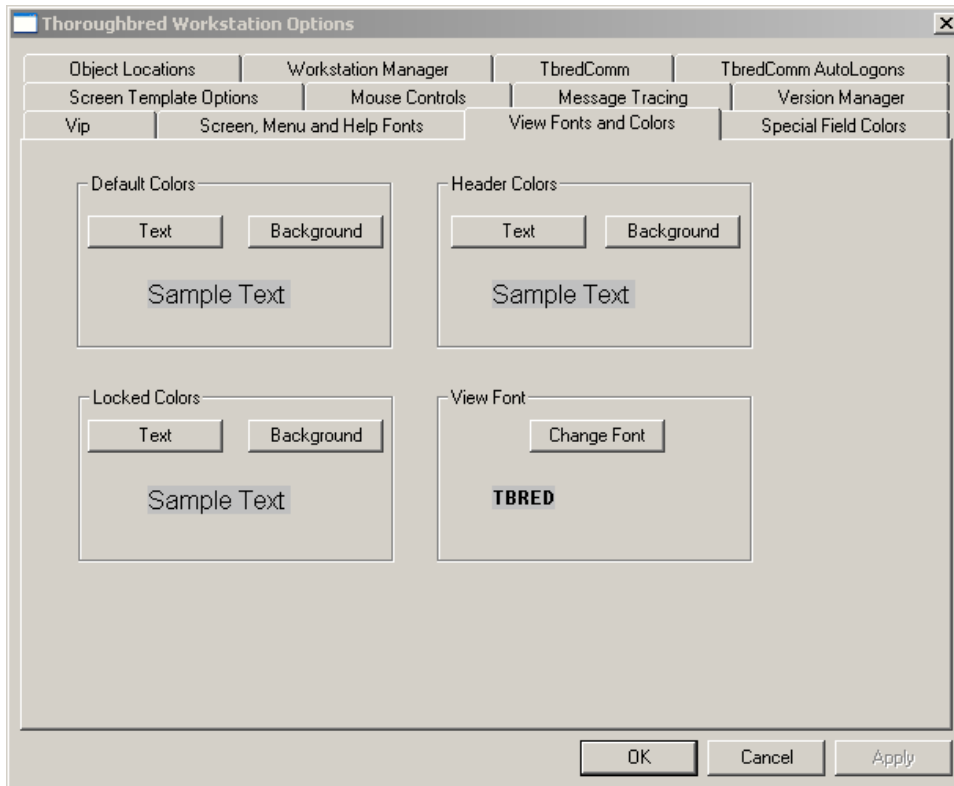 Thoroughbred Workstation Options
Object Locations Workstation Manager TbredComm TbredComm AutoLogons
Screen Template Options Mouse Controls Message Tracing Version Manager
Vip Screen, Menu and Help Fonts View Fonts and Colors Special Field Colors
Default Colors
Text Background
Sample Text
Header Colors
Text Background
Sample Text
Locked Colors
Text Background
Sample Text
View Font
Change Font
TBRED
OK Cancel Apply